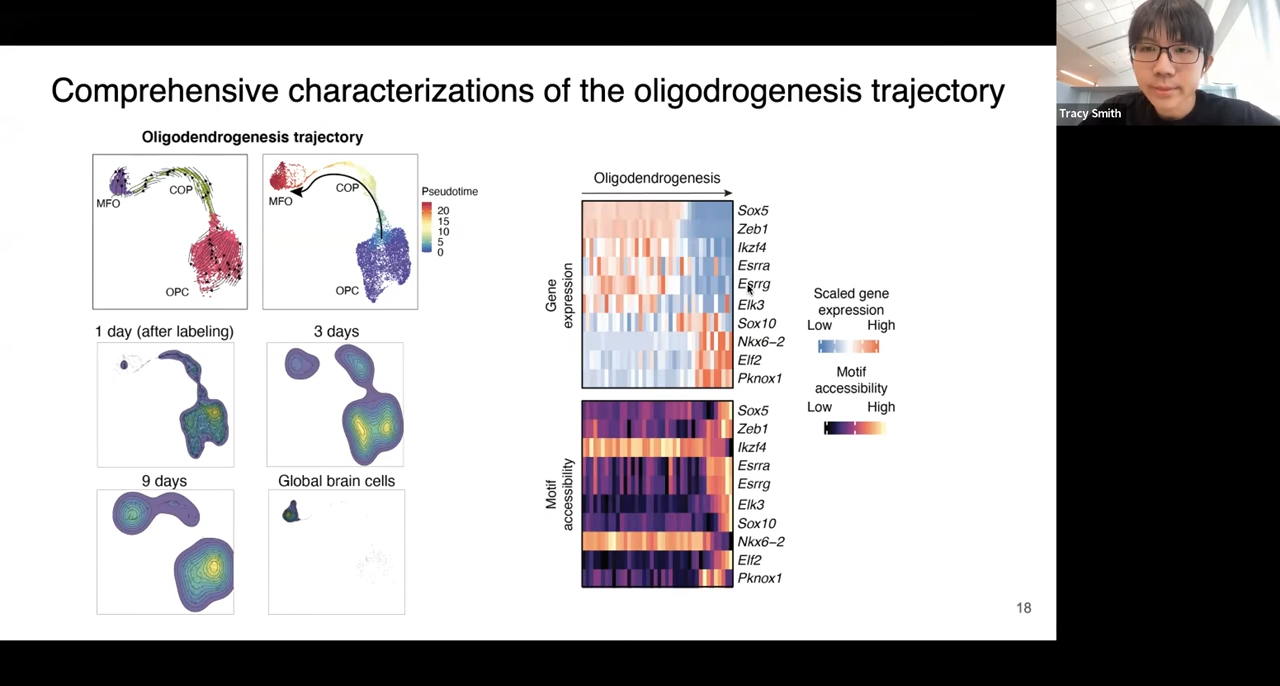 Comprehensive characterizations of the oligodrogenesis trajectory
Tracy Smith
Oligodendrogenesis trajectory
MFO
COP
OPC
MFO
COP
OPC
Pseudotime
20
15
10
5
0
1 day (after labeling)
3 days
9 days
Global brain cells
Oligodendrogenesis
Gene
expression
Sox5
Zeb1
Ikzf4
Esrra
Esrrg
Elk3
Sox10
Nkx6−2
Elf2
Pknox1
Motif
accessibility
Sox5
Zeb1
Ikzf4
Esrra
Esrrg
Elk3
Sox10
Nkx6−2
Elf2
Pknox1
Scaled gene
expression
Low High
Motif
accessibility
Low High
18